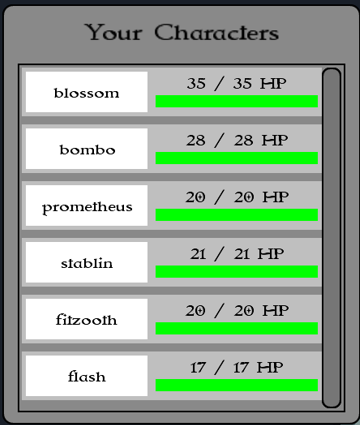 Your Characters
blossom
35 / 35 HP
bombo
28 / 28 HP
prometheus
20 / 20 HP
stablin
21 / 21 HP
fitzooth
20 / 20 HP
flash
17 / 17 HP